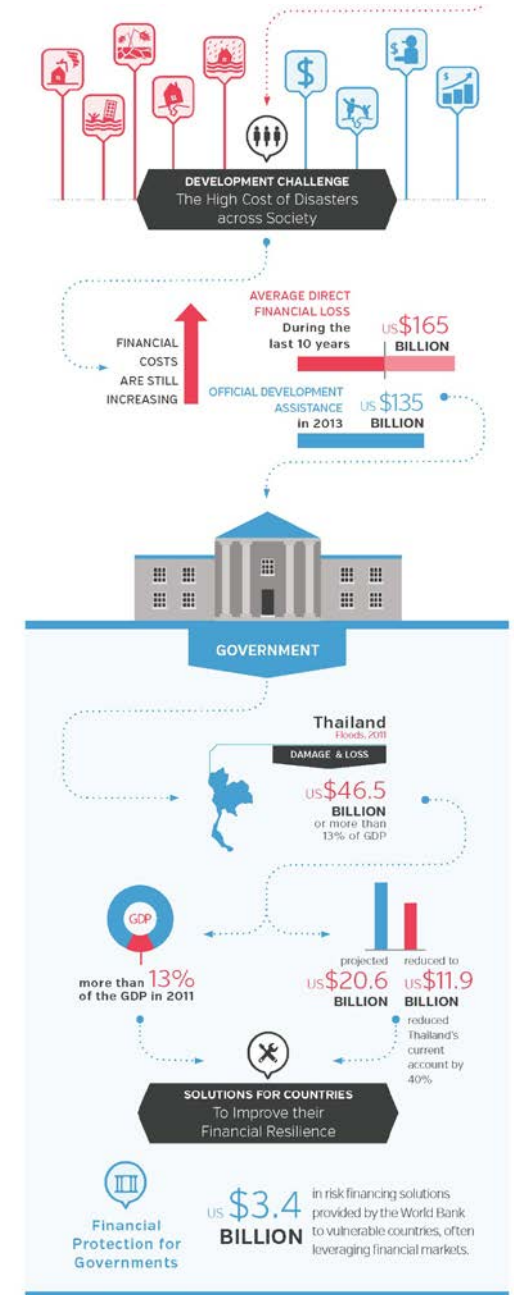 $
$
$
DEVELOPMENT CHALLENGE
The High Cost of Disasters
across Society
FINANCIAL
COSTS
ARE STILL
INCREASING
AVERAGE DIRECT
FINANCIAL LOSS
During the
last 10 years
US$165
BILLION
OFFICIAL DEVELOPMENT
ASSISTANCE
in 2013
US $135
BILLION
GOVERNMENT
Thailand
Floods, 2011
DAMAGE & LOSS
US$46.5
BILLION
or more than
13% of GDP
GDP
more than 13%
of the GDP in 2011
projected
US$20.6
BILLION
reduced to
US$11.9
BILLION
reduced
Thailand's
current
account by
40%
SOLUTIONS FOR COUNTRIES
To Improve their
Financial Resilience
Financial
Protection for
Governments
US $3.4
BILLION
in risk financing solutions
provided by the World Bank
to vulnerable countries, often
leveraging financial markets.